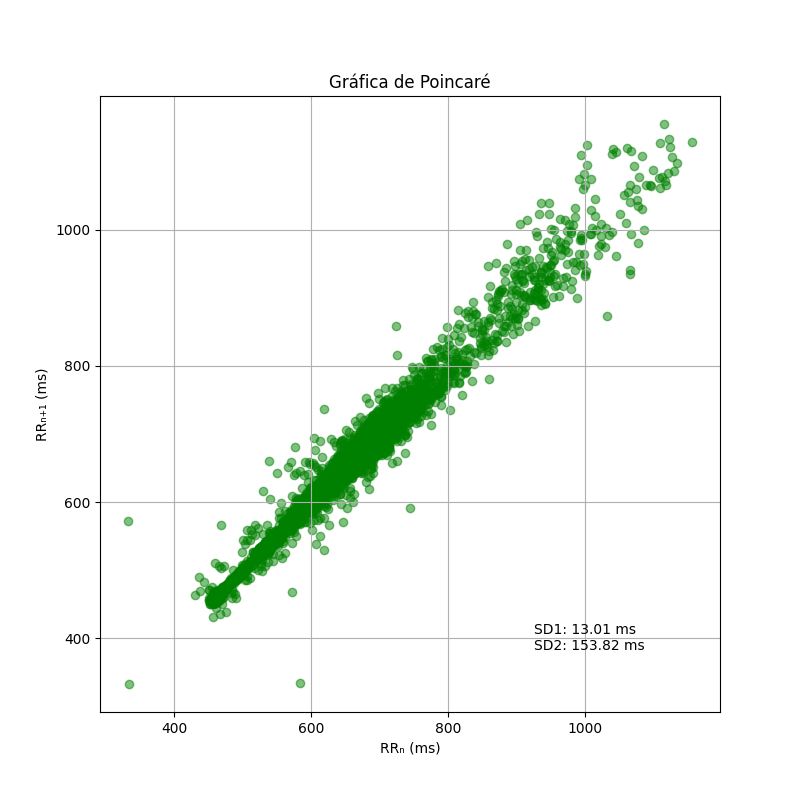 Gráfica de Poincaré
1000
800
600
400
RRₙ₊₁ (ms)
SD1: 13.01 ms
SD2: 153.82 ms
400 600 800 1000
RRₙ (ms)